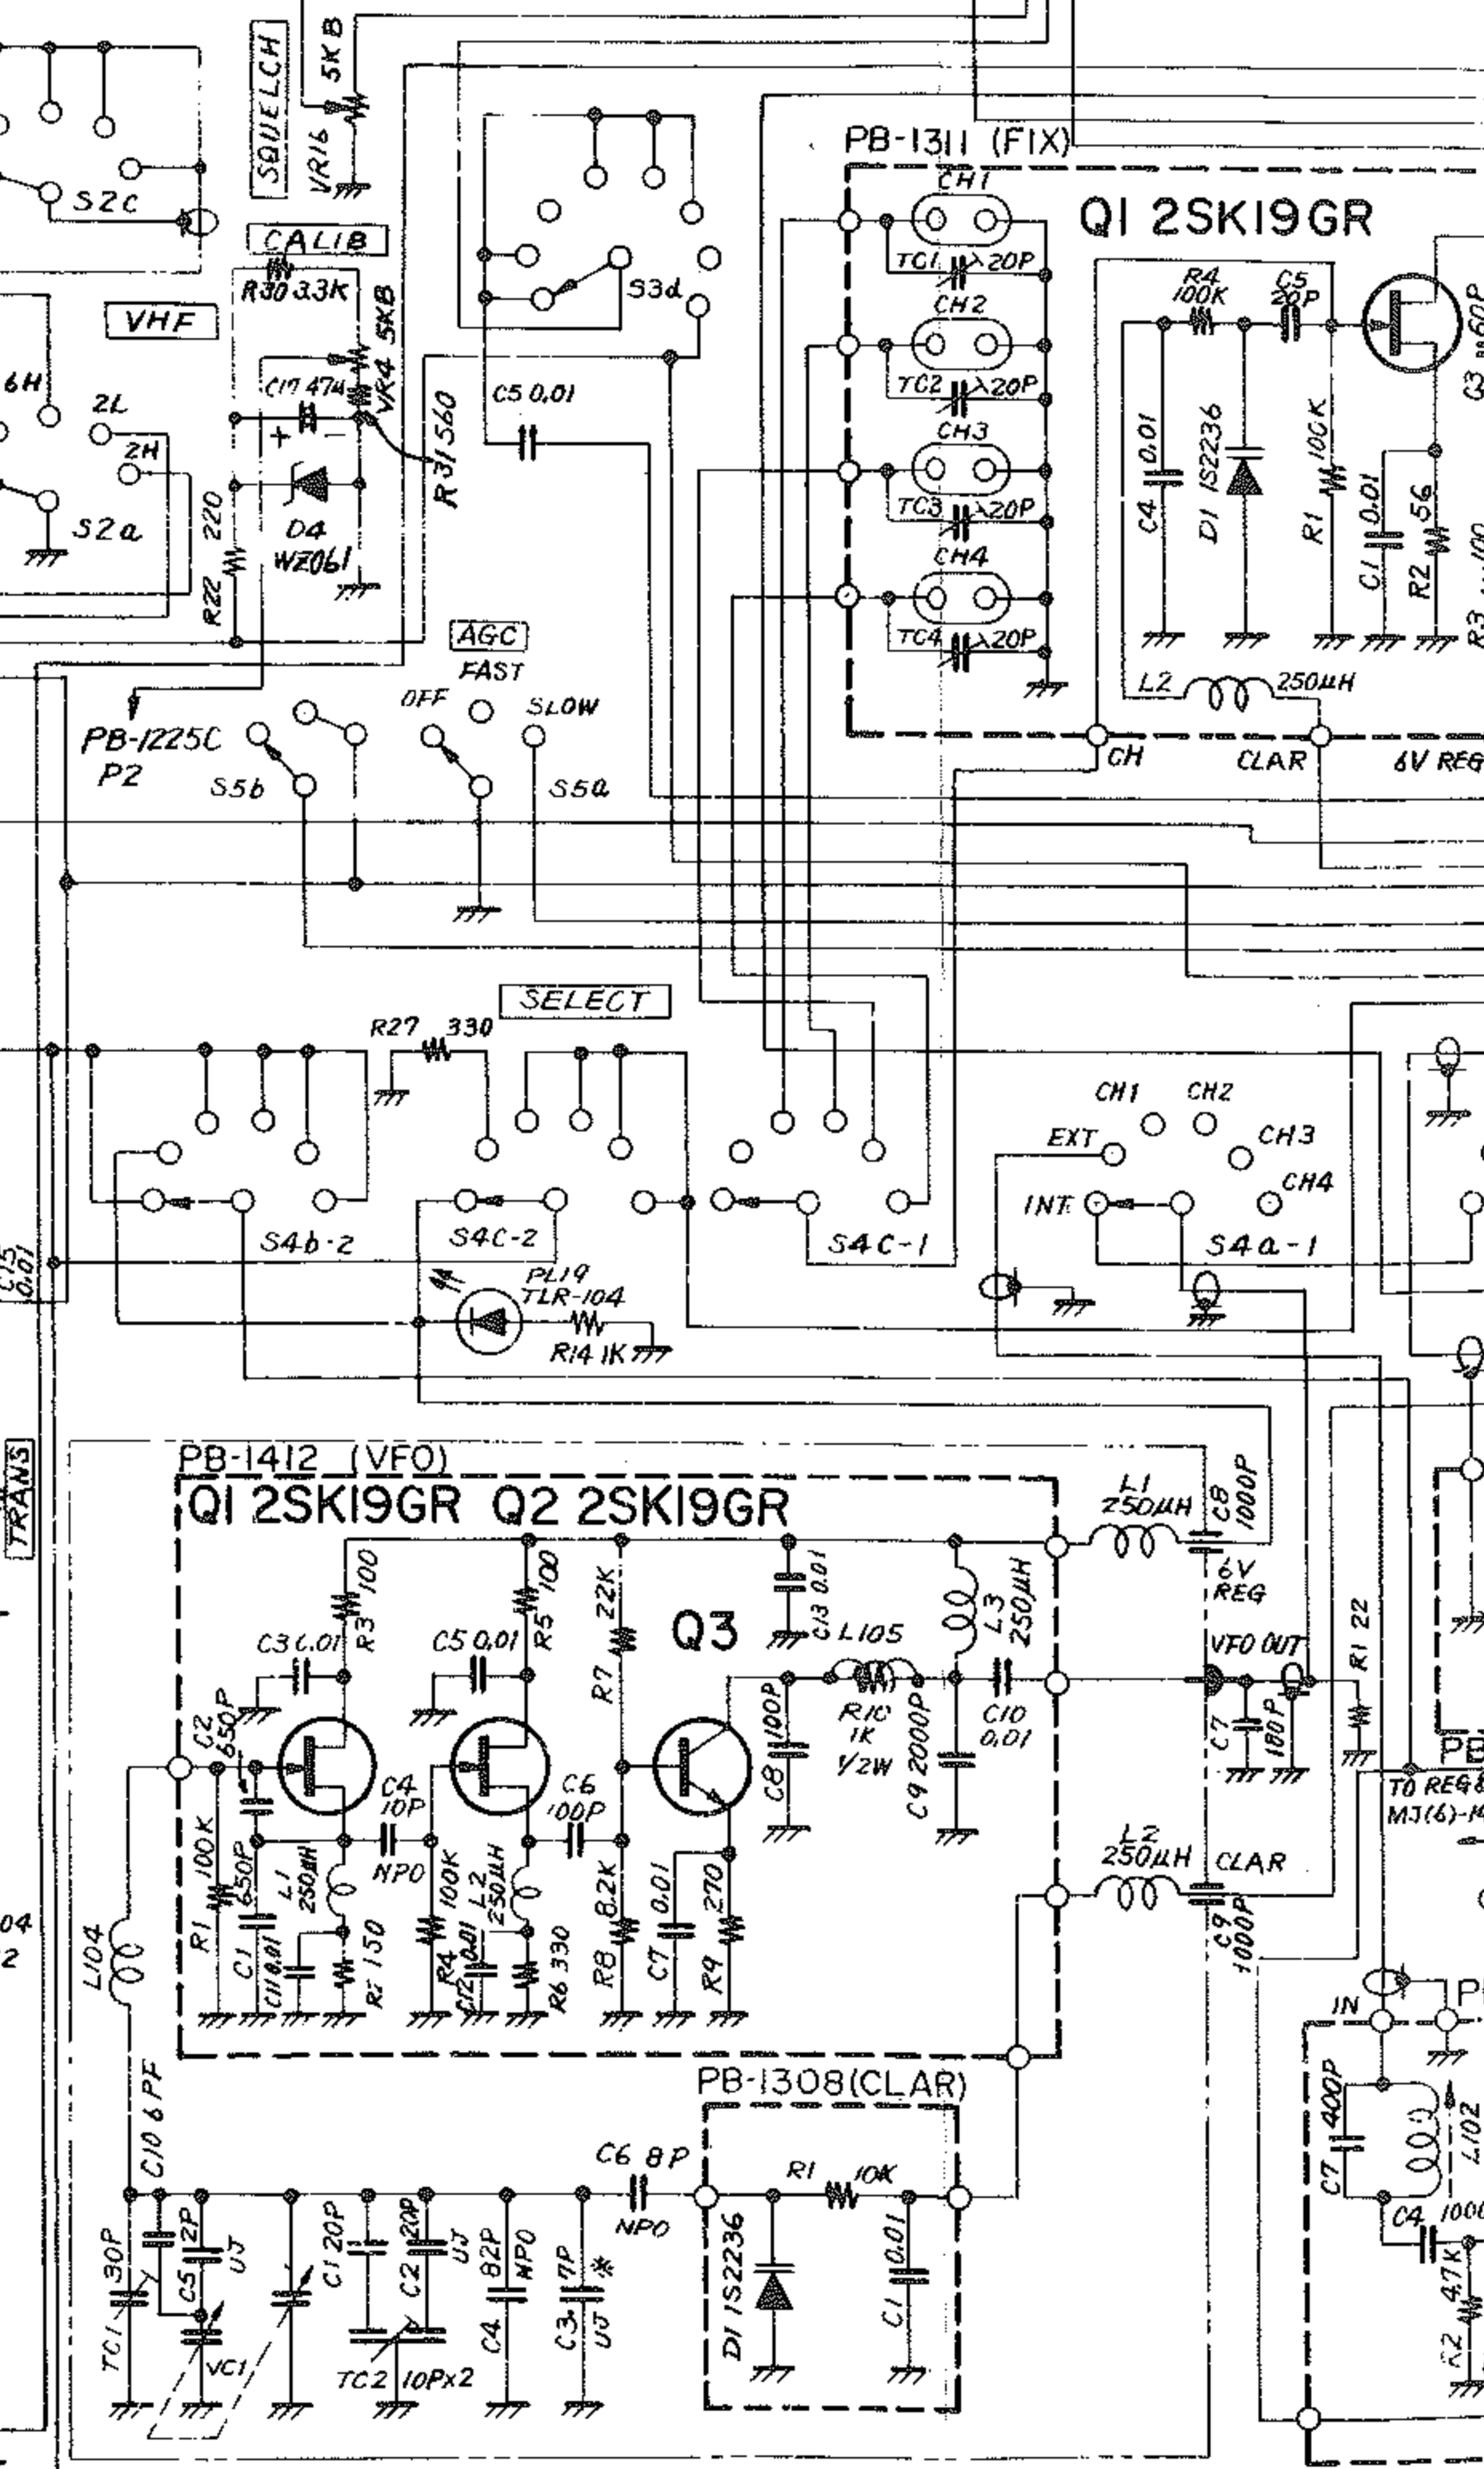 SQUELCH
VR16 5KB
S2c
CALIB
R30 3.3K
VHF
VR4 5KB
6H
2L
2H
C17 47µ
+ −
R31 560
S2a
R22 220
D4
WZ061
S3d
C5 0.01
PB-1311 (FIX)
CH1
TC1 λ20P
CH2
TC2 λ20P
CH3
TC3 λ20P
CH4
TC4 λ20P
Q1 2SK19GR
R4
100K
C5
20P
C4 0.01
D1 1S2236
R1 100K
C1 0.01
R2 56
L2 250µH
CH
CLAR
6V REG
AGC
OFF
FAST
SLOW
PB-1225C
P2
S5b
S5a
SELECT
R27 330
CH1
CH2
EXT
CH3
INT
CH4
S4b-2
S4C-2
S4C-1
S4a-1
C15
0.01
PL19
TLR-104
R14 1K
TRANS
PB-1412 (VFO)
Q1 2SK19GR Q2 2SK19GR
L1
250µH
C8
1000P
6V
REG
R3 100
R5 100
R7 22K
Q3
C13 0.01
L3
250µH
C3 0.01
C5 0.01
L105
R10
1K
1/2W
VFO OUT
R1 22
C2
650P
C4
10P
NPO
C6
100P
C8 100P
C9 2000P
C10
0.01
C7 180P
TO REG
MJ(6)-
R1 100K
C1 650P
L1
250µH
C11 0.01
150
R4 100K
L2
250µH
C12 0.01
R6 330
R8 8.2K
C7 0.01
R9 270
L2
250µH
CLAR
C9
1000P
L104
IN
PB-1308(CLAR)
C10 6PF
C6 8P
NPO
R1 10K
C7 400P
L102
TC1 30P
C5 2P
UJ
VC1
C1 20P
C2 20P
UJ
TC2 10P×2
C4 82P
NPO
C3 7P
UJ *
D1 1S2236
C1 0.01
C4
R2 4.7K